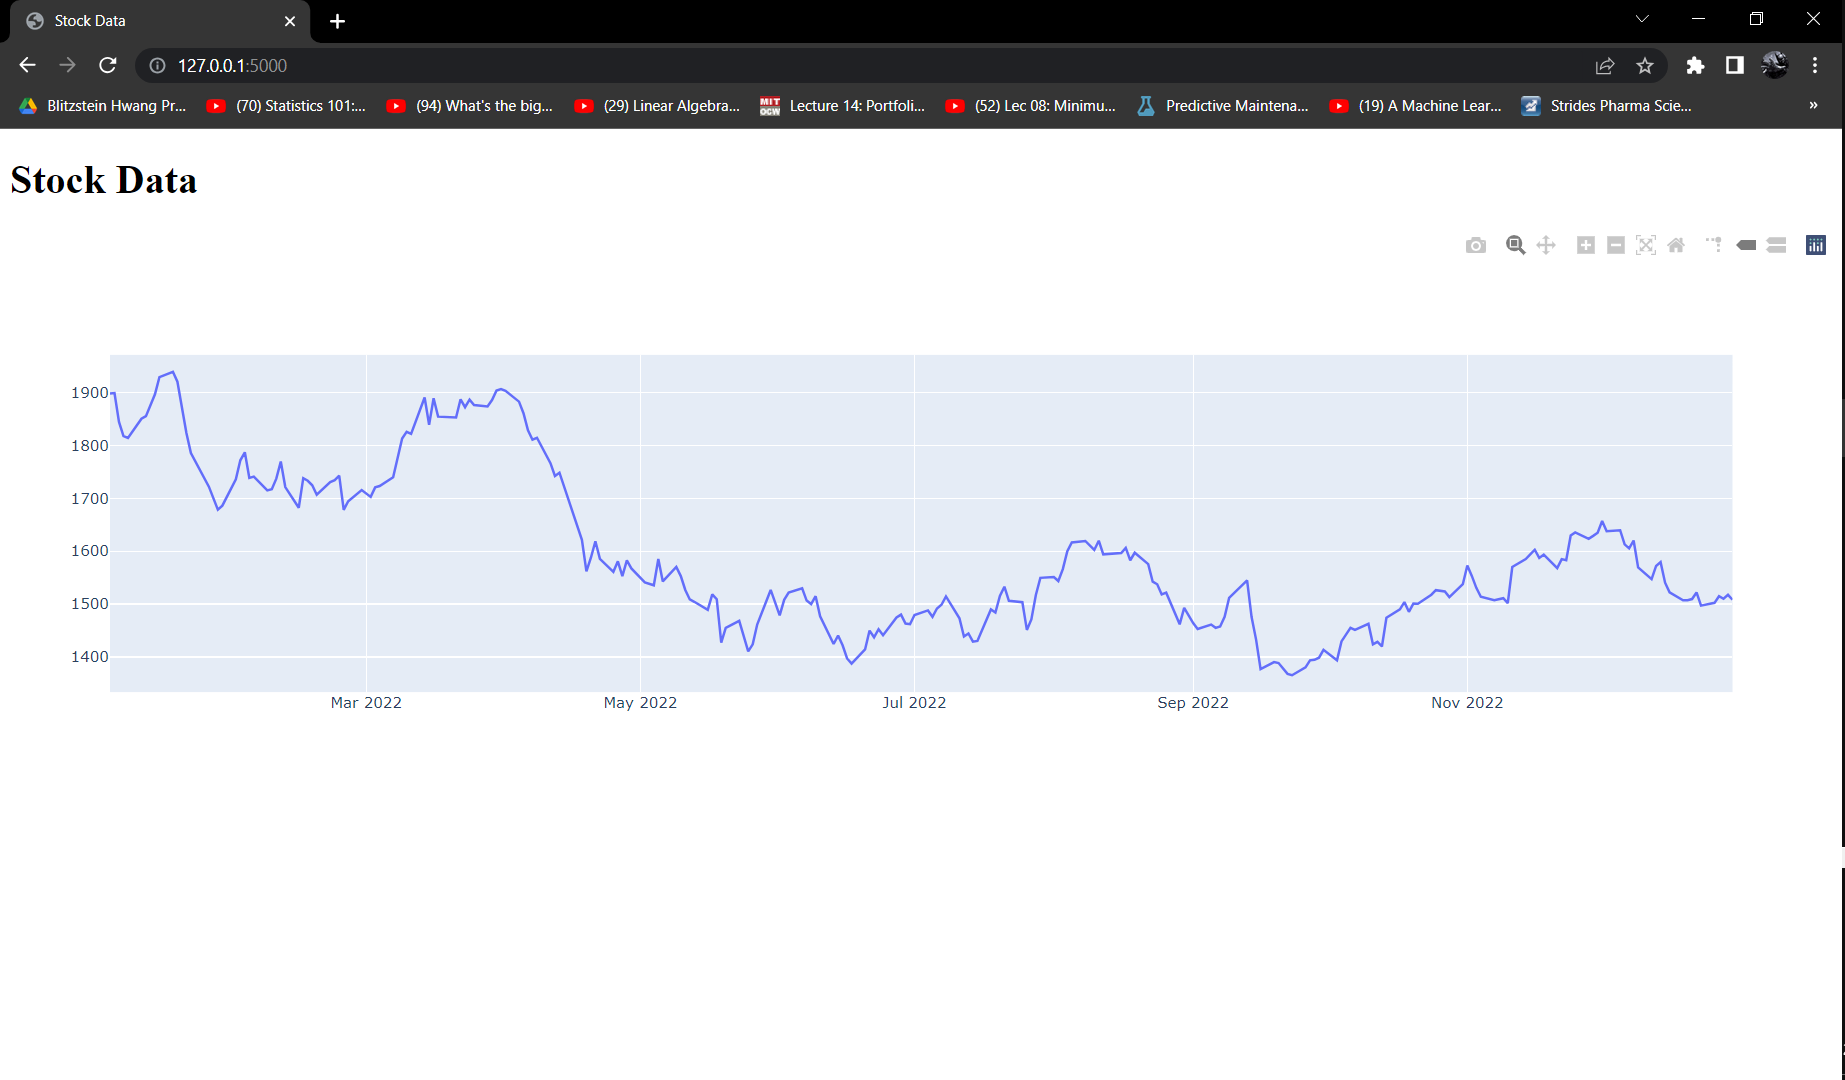 Stock Data
127.0.0.1:5000
Blitzstein Hwang Pr... (70) Statistics 101:... (94) What's the big... (29) Linear Algebra... MIT OCW Lecture 14: Portfoli... (52) Lec 08: Minimu... Predictive Maintena... (19) A Machine Lear... Strides Pharma Scie... »
Stock Data
1900
1800
1700
1600
1500
1400
Mar 2022 May 2022 Jul 2022 Sep 2022 Nov 2022